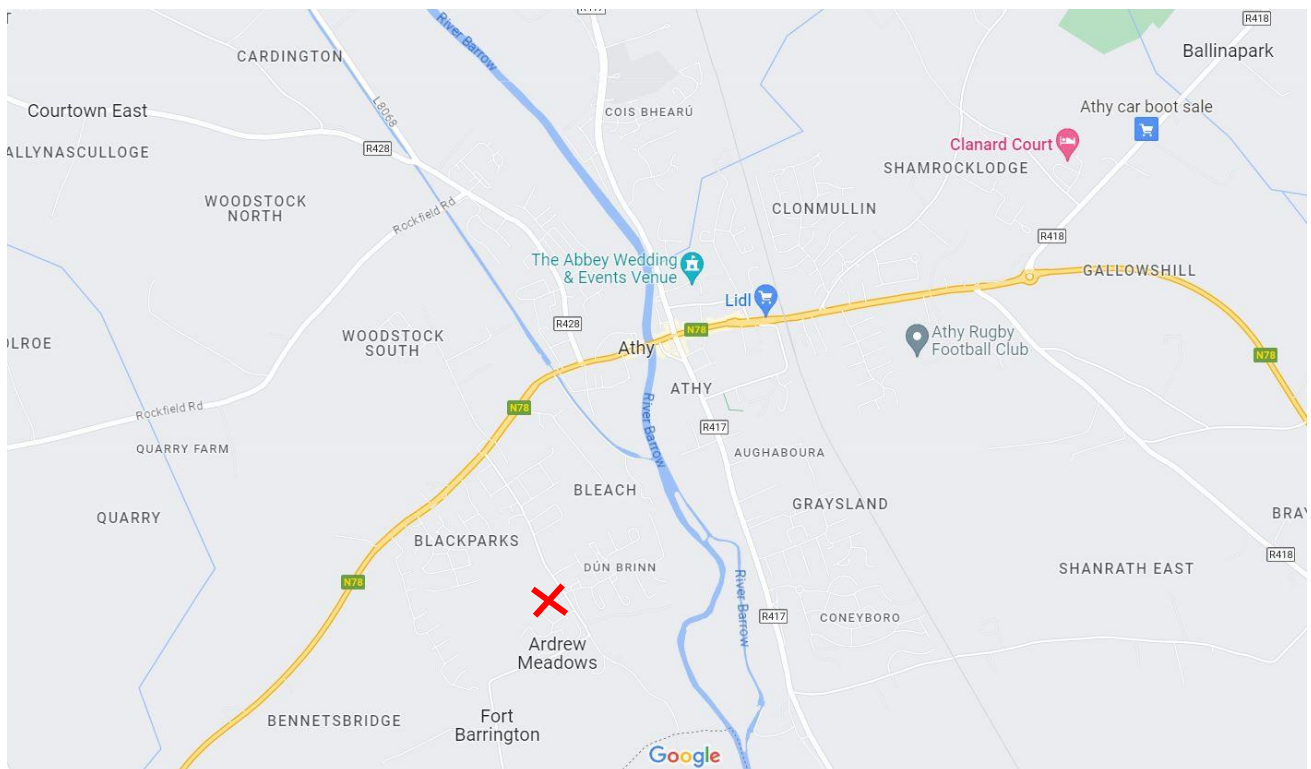 River Barrow
R418
CARDINGTON
Ballinapark
L8068
Courtown East
COIS BHEARÚ
Athy car boot sale
R428
Clanard Court
ALLYNASCULLOGE
SHAMROCKLODGE
WOODSTOCK
NORTH
Rockfield Rd
CLONMULLIN
R418
The Abbey Wedding
& Events Venue
GALLOWSHILL
Lidl
R428
N78
WOODSTOCK
SOUTH
OLROE
Athy
Athy Rugby
Football Club
N78
ATHY
N78
Rockfield Rd
River Barrow
R417
QUARRY FARM
AUGHABOURA
BLEACH
GRAYSLAND
QUARRY
BRAY
BLACKPARKS
R418
DÚN BRINN
SHANRATH EAST
N78
River Barrow
R417
CONEYBORO
Ardrew
Meadows
BENNETSBRIDGE
Fort
Barrington
Google